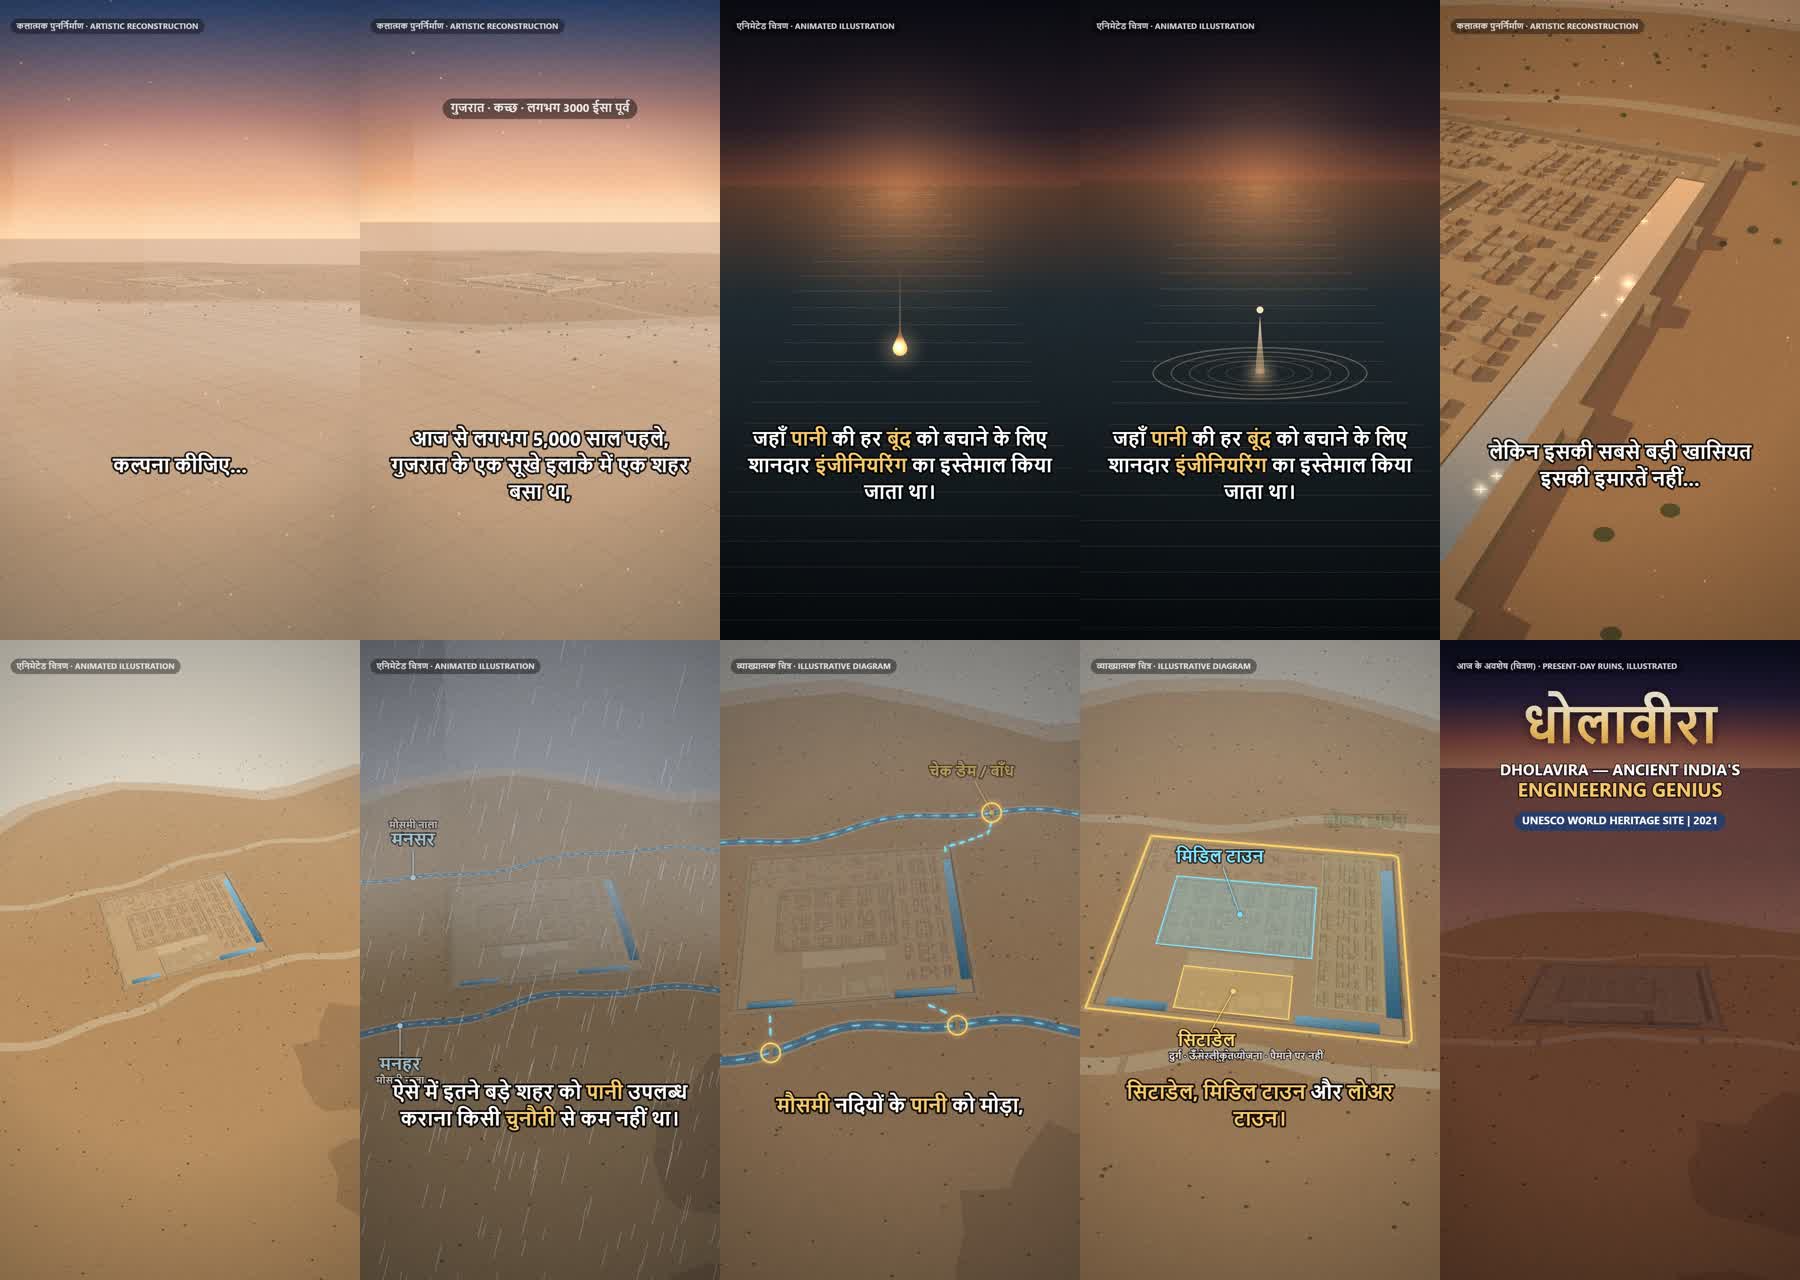 कलात्मक पुनर्निर्माण · ARTISTIC RECONSTRUCTION
कल्पना कीजिए...
कलात्मक पुनर्निर्माण · ARTISTIC RECONSTRUCTION
गुजरात · कच्छ · लगभग 3000 ईसा पूर्व
आज से लगभग 5,000 साल पहले,
गुजरात के एक सूखे इलाके में एक शहर
बसा था,
एनिमेटेड चित्रण · ANIMATED ILLUSTRATION
जहाँ पानी की हर बूंद को बचाने के लिए
शानदार इंजीनियरिंग का इस्तेमाल किया
जाता था।
एनिमेटेड चित्रण · ANIMATED ILLUSTRATION
जहाँ पानी की हर बूंद को बचाने के लिए
शानदार इंजीनियरिंग का इस्तेमाल किया
जाता था।
कलात्मक पुनर्निर्माण · ARTISTIC RECONSTRUCTION
लेकिन इसकी सबसे बड़ी खासियत
इसकी इमारतें नहीं...
एनिमेटेड चित्रण · ANIMATED ILLUSTRATION
एनिमेटेड चित्रण · ANIMATED ILLUSTRATION
मौसमी नाला
मनसर
मनहर
ऐसे में इतने बड़े शहर को पानी उपलब्ध
कराना किसी चुनौती से कम नहीं था।
व्याख्यात्मक चित्र · ILLUSTRATIVE DIAGRAM
चेक डैम / बाँध
मौसमी नदियों के पानी को मोड़ा,
व्याख्यात्मक चित्र · ILLUSTRATIVE DIAGRAM
मिडिल टाउन
सिटाडेल
पैमाने पर नहीं
सिटाडेल, मिडिल टाउन और लोअर
टाउन।
आज के अवशेष (चित्रण) · PRESENT-DAY RUINS, ILLUSTRATED
धोलावीरा
DHOLAVIRA — ANCIENT INDIA'S
ENGINEERING GENIUS
UNESCO WORLD HERITAGE SITE | 2021